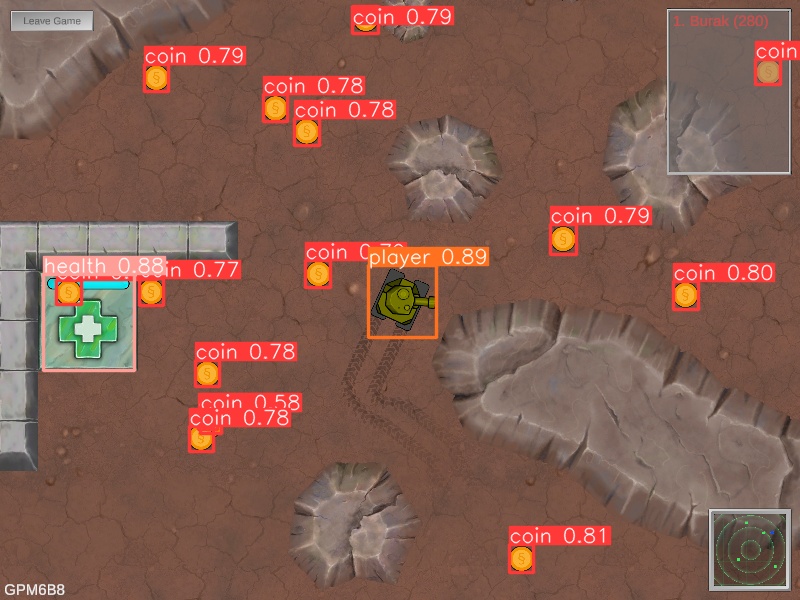 Leave Game
coin 0.79
1. Burak (280)
coin 0.79
coin
coin 0.78
coin 0.78
coin 0.79
coin
player 0.89
health 0.88
in 0.77
coin 0.80
coin 0.78
coin 0.58
coin 0.78
coin 0.81
GPM6B8